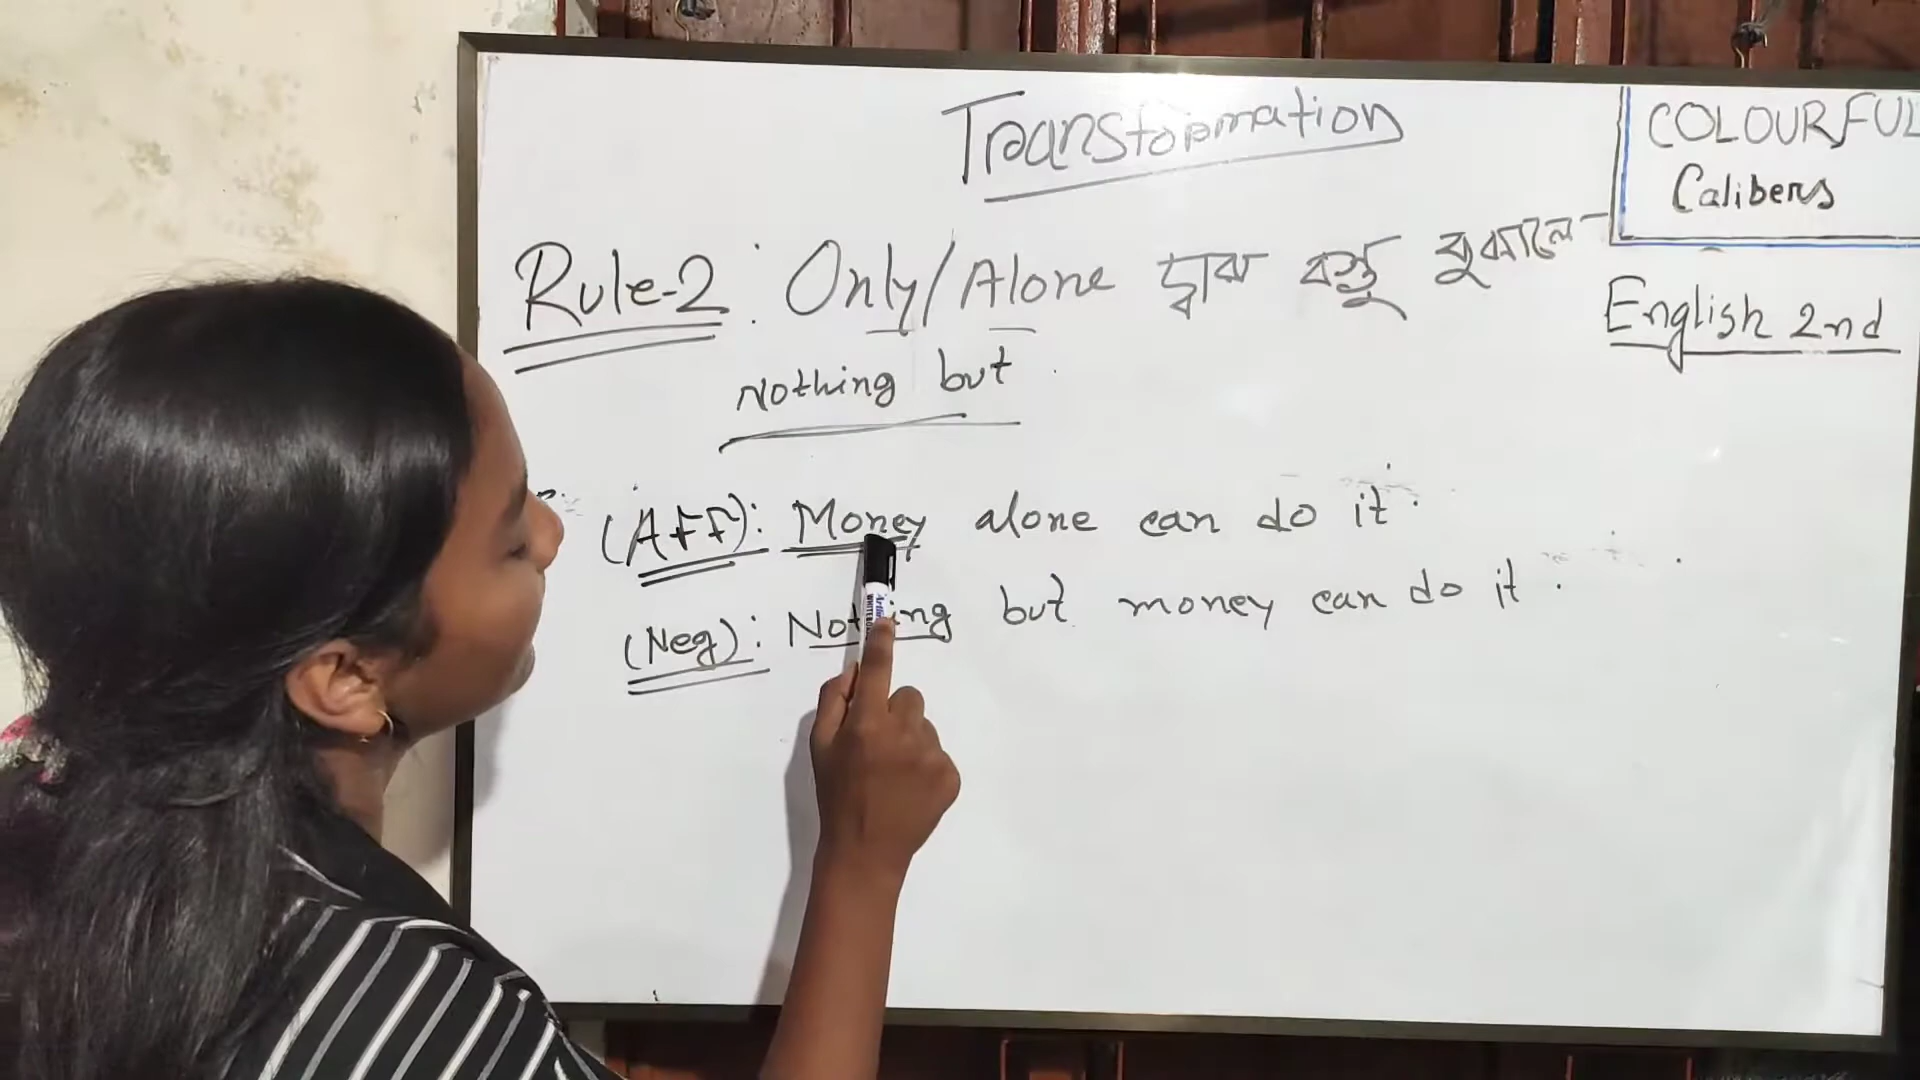 Transformation
COLOURFUL
Calibers
Rule-2: Only/Alone দ্বারা বস্তু বুঝালে-
English 2nd
Nothing but
(AFF): Money alone can do it.
(Neg): Nothing but money can do it.